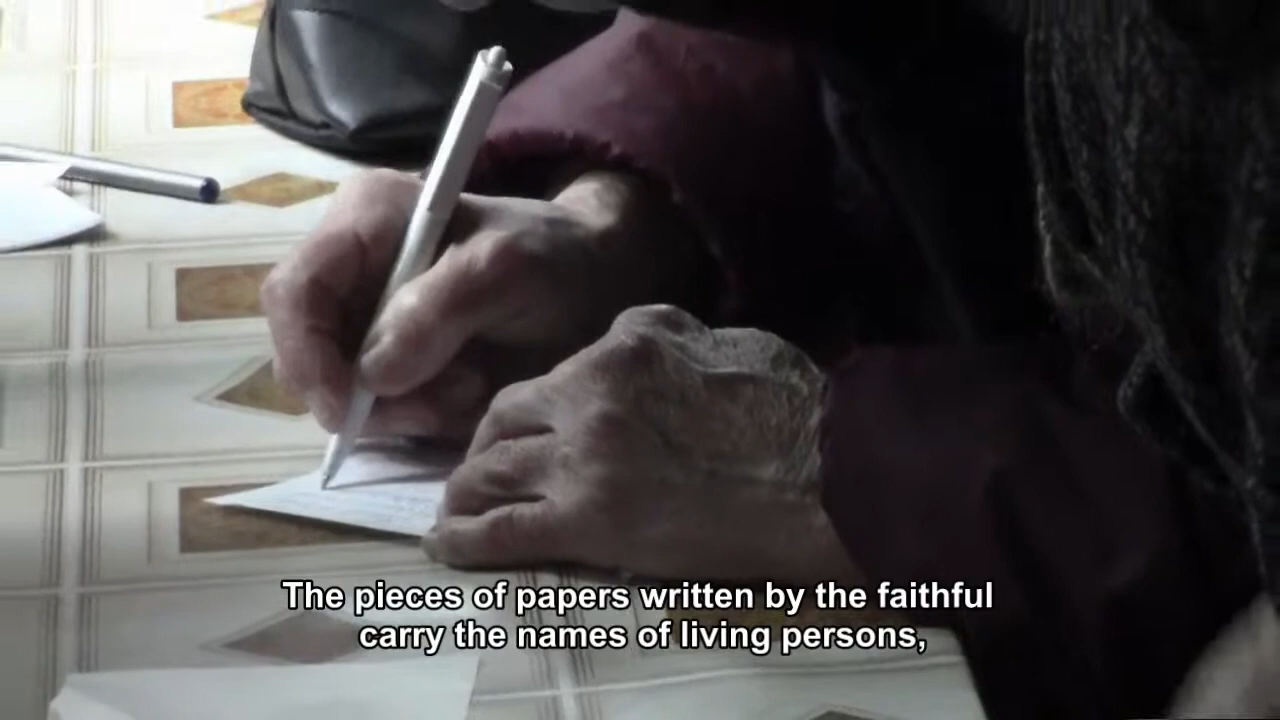 The pieces of papers written by the faithful
carry the names of living persons,